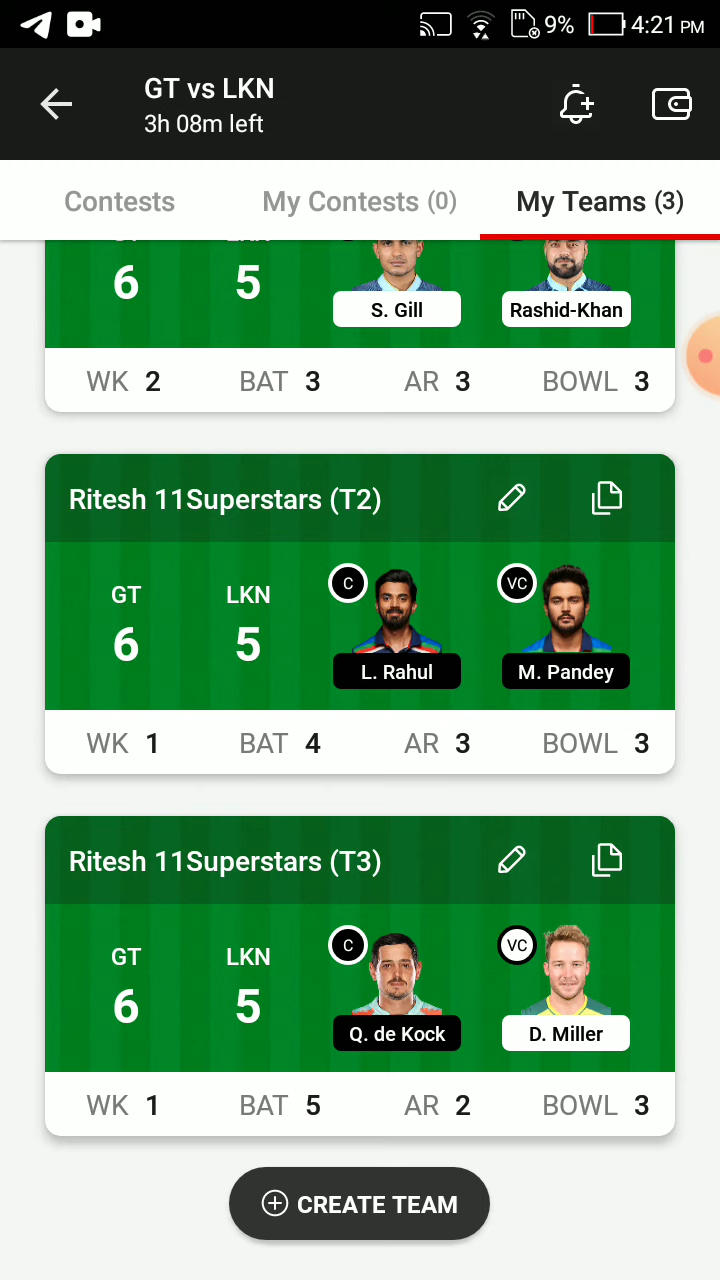 9% 4:21 PM
GT vs LKN
3h 08m left
Contests My Contests (0) My Teams (3)
6 5 S. Gill Rashid-Khan
WK 2 BAT 3 AR 3 BOWL 3
Ritesh 11Superstars (T2)
C VC
GT LKN
6 5
L. Rahul M. Pandey
WK 1 BAT 4 AR 3 BOWL 3
Ritesh 11Superstars (T3)
C VC
GT LKN
6 5
Q. de Kock D. Miller
WK 1 BAT 5 AR 2 BOWL 3
CREATE TEAM